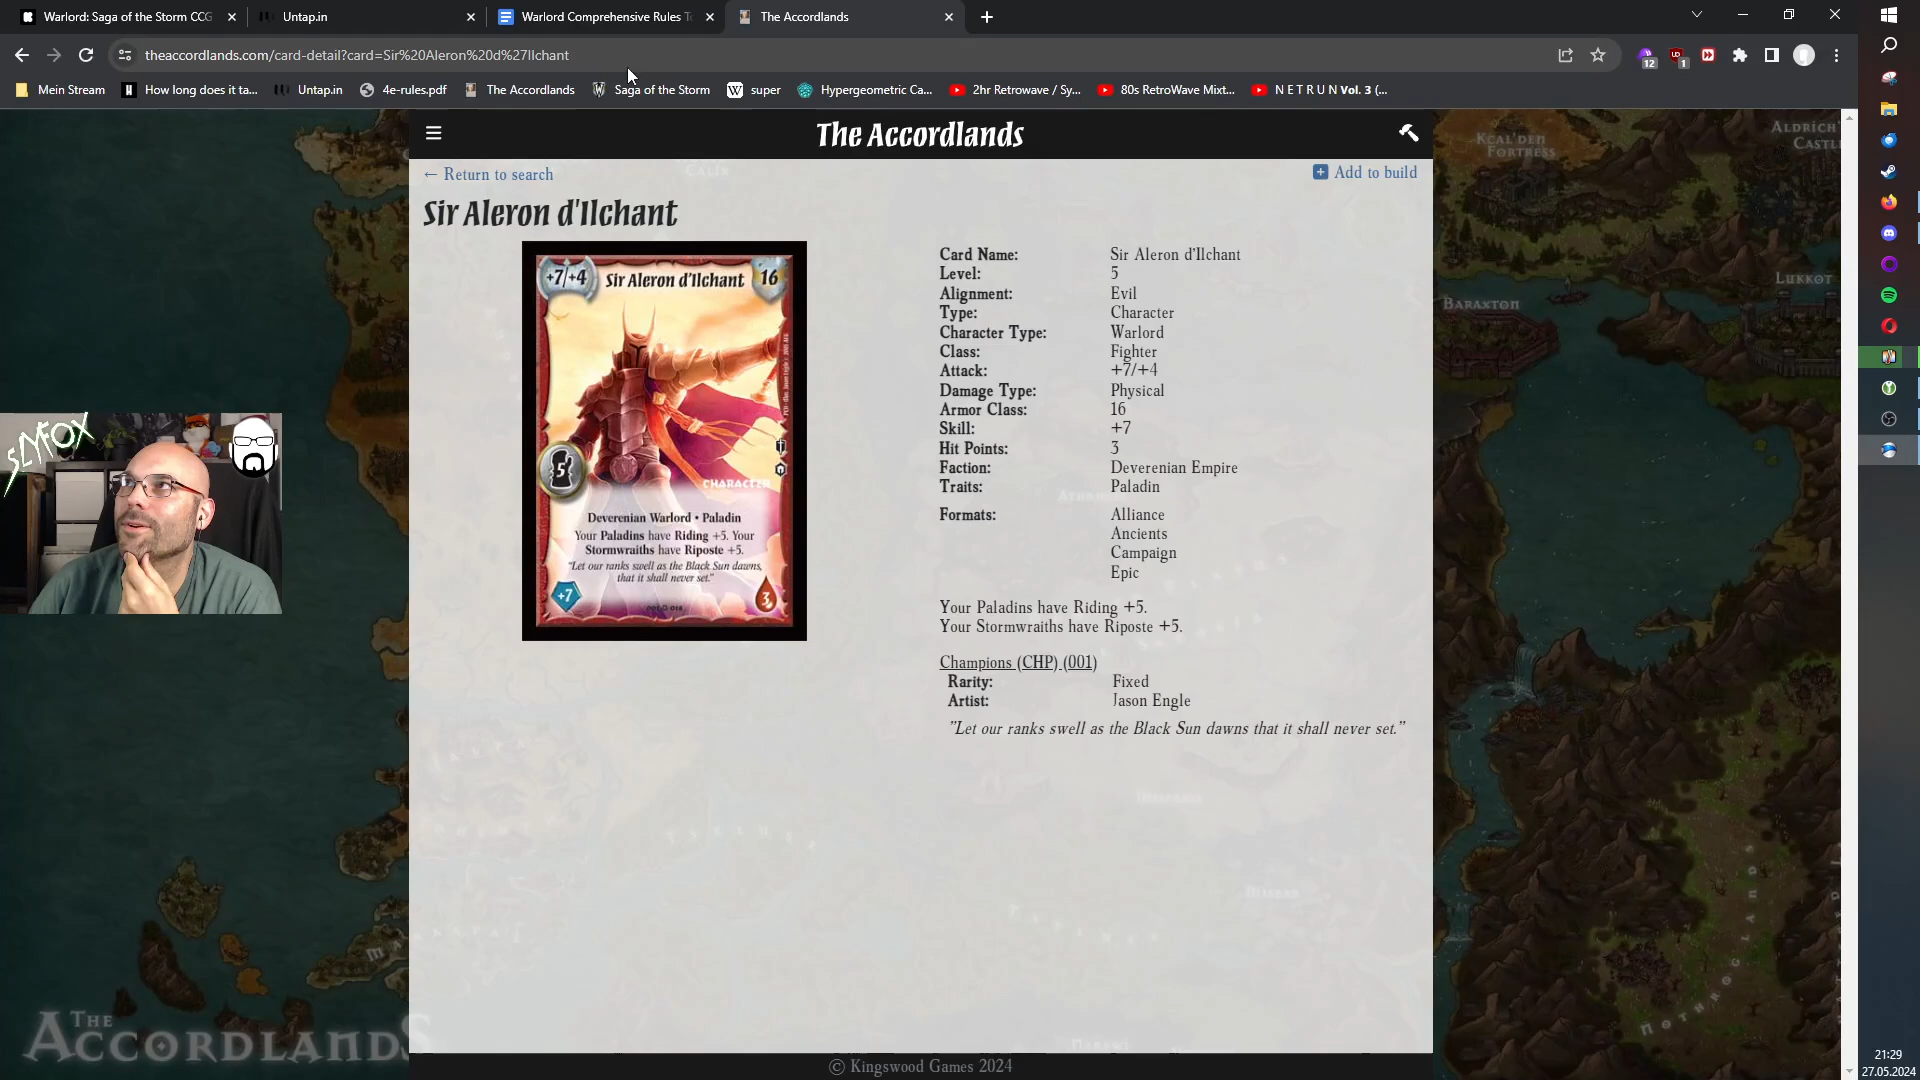 Warlord: Saga of the Storm CCG
Untap.in
Warlord Comprehensive Rules To
The Accordlands
theaccordlands.com/card-detail?card=Sir%20Aleron%20d%27Ilchant
12
1
Mein Stream
How long does it ta...
Untap.in
4e-rules.pdf
The Accordlands
Saga of the Storm
super
Hypergeometric Ca...
2hr Retrowave / Sy...
80s RetroWave Mixt...
N E T R U N Vol. 3 (...
The Accordlands
← Return to search
Add to build
Sir Aleron d'Ilchant
+7/+4
Sir Aleron d'Ilchant
16
5
CHARACTER
Deverenian Warlord • Paladin
Your Paladins have Riding +5. Your
Stormwraiths have Riposte +5.
"Let our ranks swell as the Black Sun dawns,
that it shall never set."
+7
3
Card Name: Sir Aleron d'Ilchant
Level: 5
Alignment: Evil
Type: Character
Character Type: Warlord
Class: Fighter
Attack: +7/+4
Damage Type: Physical
Armor Class: 16
Skill: +7
Hit Points: 3
Faction: Deverenian Empire
Traits: Paladin
Formats: Alliance
Ancients
Campaign
Epic
Your Paladins have Riding +5.
Your Stormwraiths have Riposte +5.
Champions (CHP) (001)
Rarity: Fixed
Artist: Jason Engle
"Let our ranks swell as the Black Sun dawns that it shall never set."
© Kingswood Games 2024
THE
ACCORDLANDS
KCAL'DEN
FORTRESS
ALDRICH'
CASTL
LUKKOT
BARAXTON
NOTHROG LAND
SLMFOX
21:29
27.05.2024